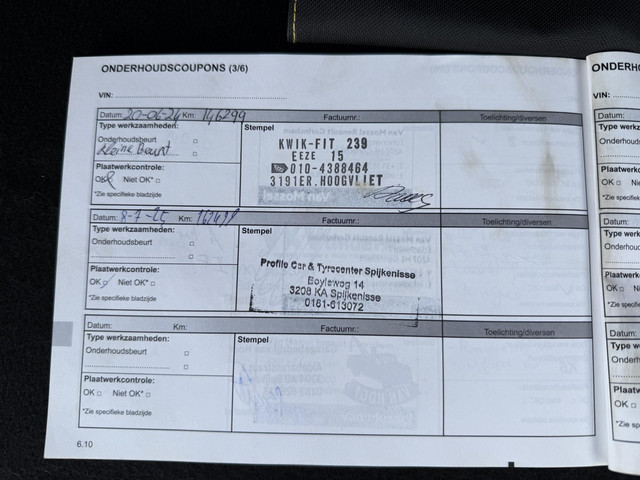 ONDERHOUDSCOUPONS (3/6)
ONDERHO
VIN:
VIN:
Datum: 20-06-24 Km: 146299 Factuurnr.: Toelichting/diversen
Type werkzaamheden:
Onderhoudsbeurt
Kleine Beurt
Plaatwerkcontrole:
OK Niet OK*
*Zie specifieke bladzijde
Stempel
KWIK-FIT 239
EEZE 15
010-4388464
3191ER.HOOGVLIET
Datum: 8-7-25 Km: Factuurnr.: Toelichting/diversen
Type werkzaamheden:
Onderhoudsbeurt
Plaatwerkcontrole:
OK Niet OK*
*Zie specifieke bladzijde
Stempel
Profile Car & Tyrecenter Spijkenisse
Boyleweg 14
3208 KA Spijkenisse
0181-613072
Datum: Km: Factuurnr.: Toelichting/diversen
Type werkzaamheden:
Onderhoudsbeurt
Plaatwerkcontrole:
OK Niet OK*
*Zie specifieke bladzijde
Stempel
6.10